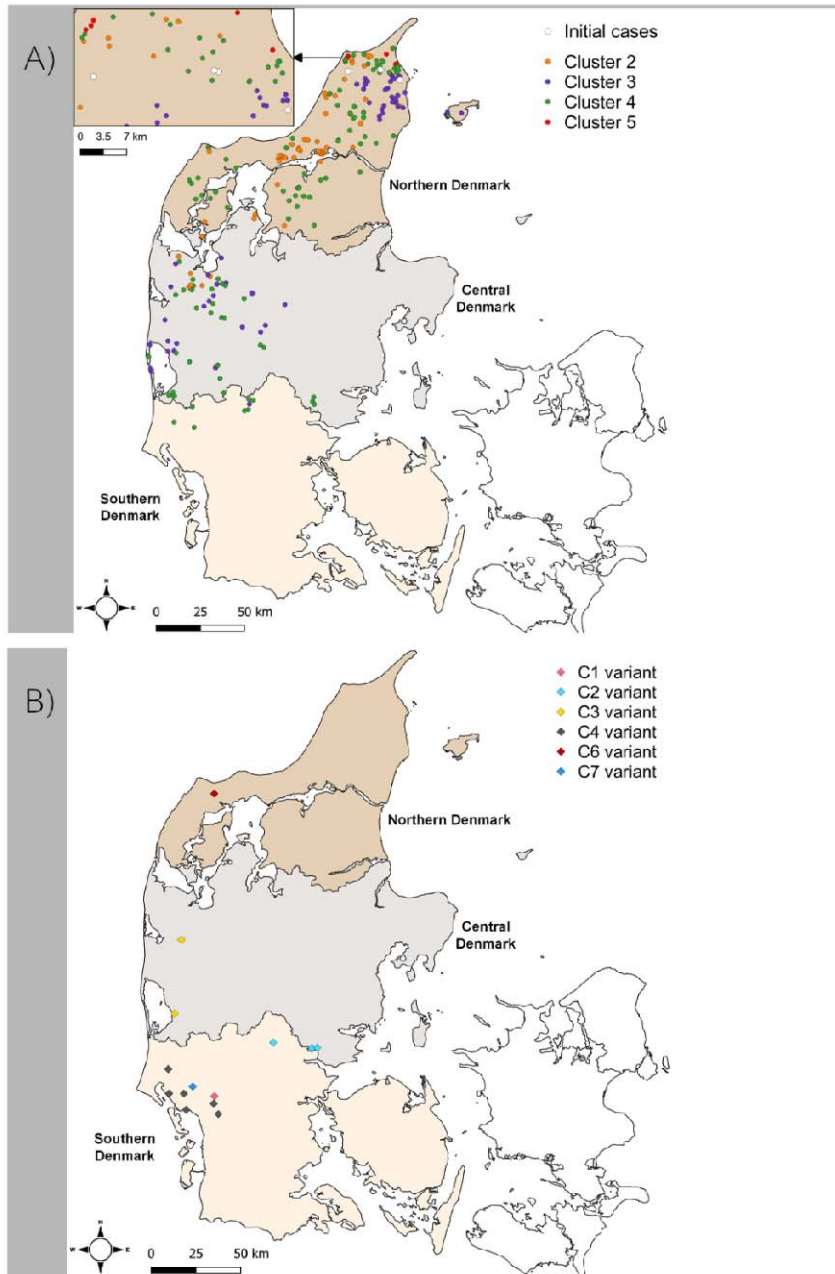 A)
0 3.5 7 km
Initial cases
Cluster 2
Cluster 3
Cluster 4
Cluster 5
Northern Denmark
Central
Denmark
Southern
Denmark
N
W E
S
0 25 50 km
B)
C1 variant
C2 variant
C3 variant
C4 variant
C6 variant
C7 variant
Northern Denmark
Central
Denmark
Southern
Denmark
N
W E
S
0 25 50 km